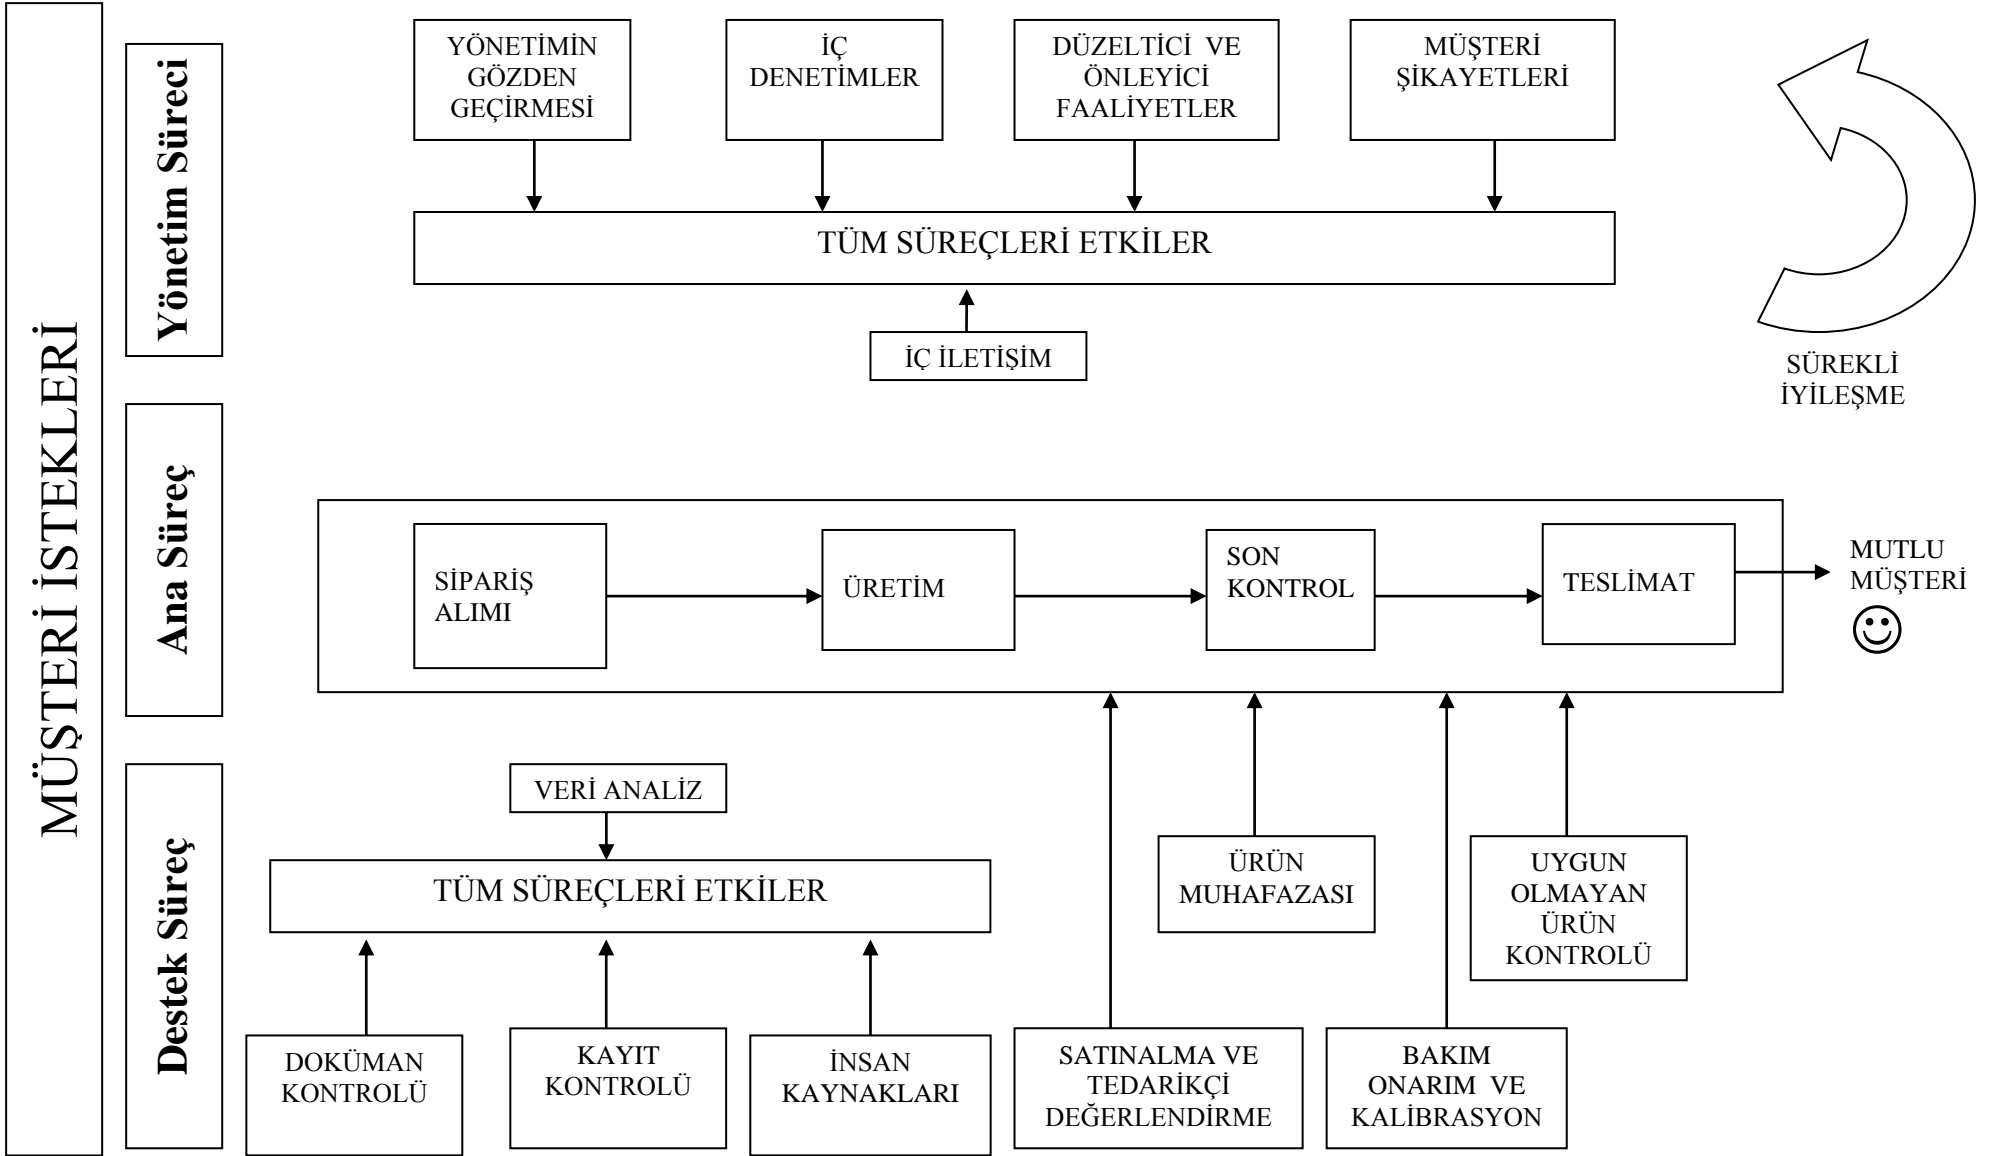 MÜŞTERİ İSTEKLERİ
Yönetim Süreci
YÖNETİMİN
GÖZDEN
GEÇİRMESİ
İÇ
DENETİMLER
DÜZELTİCİ VE
ÖNLEYİCİ
FAALİYETLER
MÜŞTERİ
ŞİKAYETLERİ
TÜM SÜREÇLERİ ETKİLER
İÇ İLETİŞİM
SÜREKLİ
İYİLEŞME
Ana Süreç
SİPARİŞ
ALIMI
ÜRETİM
SON
KONTROL
TESLİMAT
MUTLU
MÜŞTERİ
Destek Süreç
VERİ ANALİZ
TÜM SÜREÇLERİ ETKİLER
DOKÜMAN
KONTROLÜ
KAYIT
KONTROLÜ
İNSAN
KAYNAKLARI
ÜRÜN
MUHAFAZASI
UYGUN
OLMAYAN
ÜRÜN
KONTROLÜ
SATINALMA VE
TEDARİKÇİ
DEĞERLENDİRME
BAKIM
ONARIM VE
KALİBRASYON